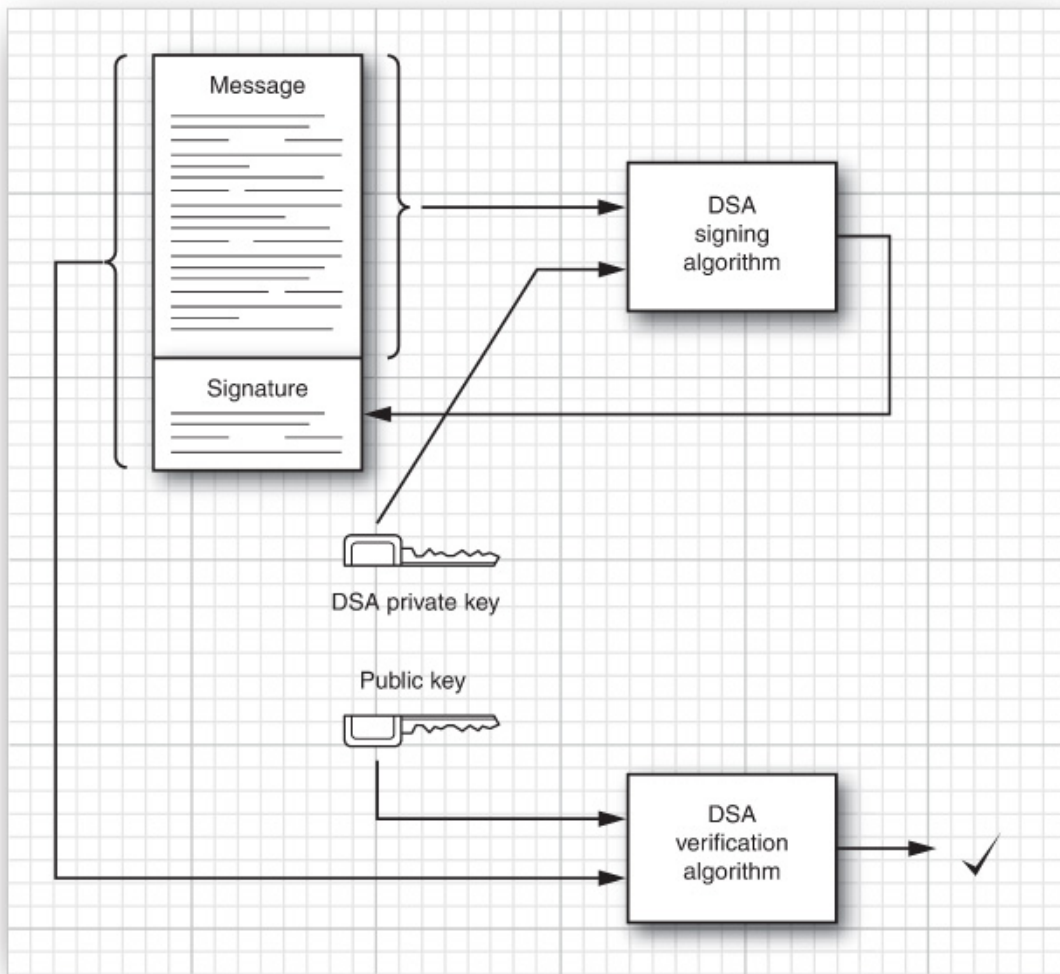 Message
DSA
signing
algorithm
Signature
DSA private key
Public key
DSA
verification
algorithm